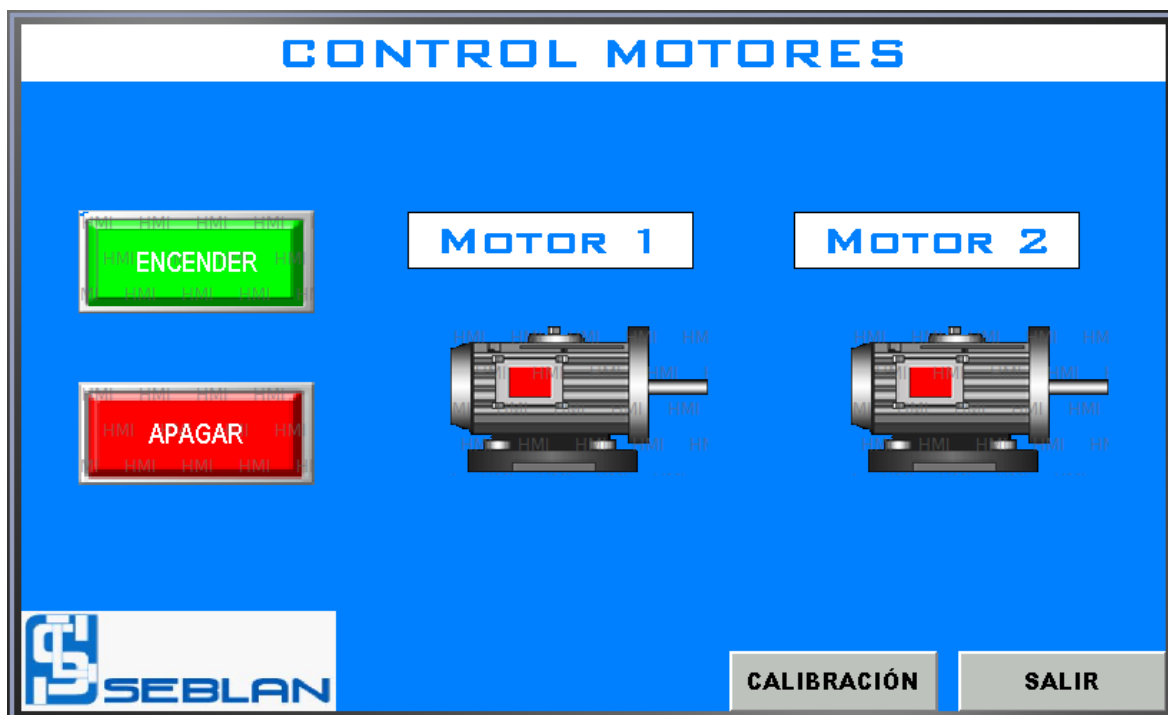 CONTROL MOTORES
ENCENDER
MOTOR 1
MOTOR 2
APAGAR
SEBLAN
CALIBRACIÓN
SALIR